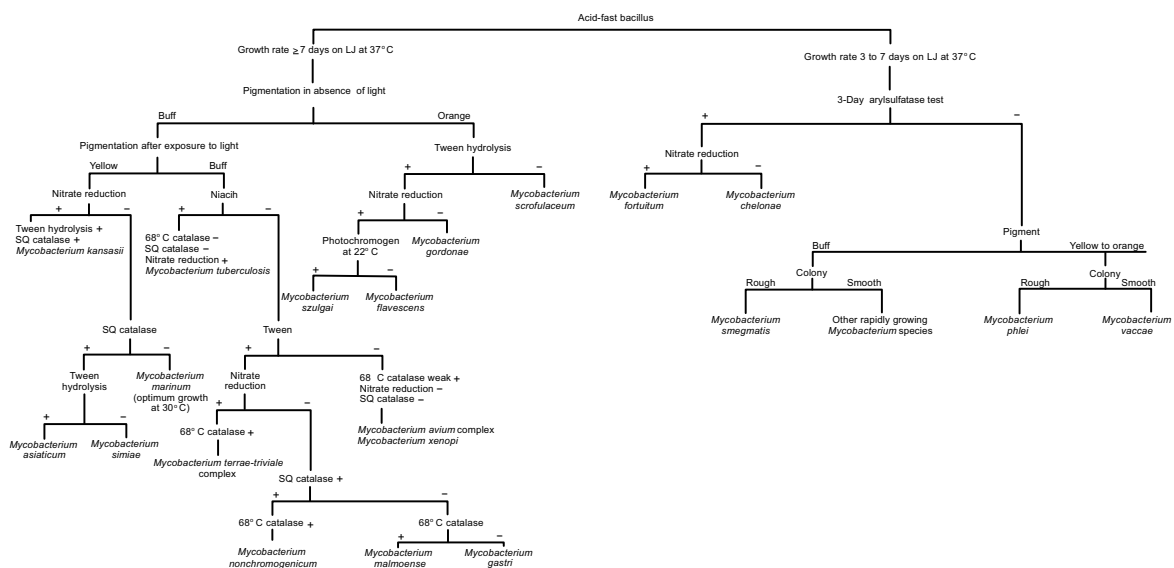 Acid-fast bacillus
Growth rate ≥7 days on LJ at 37°C
Growth rate 3 to 7 days on LJ at 37°C
Pigmentation in absence of light
3-Day arylsulfatase test
Buff
Orange
+
−
Pigmentation after exposure to light
Tween hydrolysis
Nitrate reduction
Yellow
Buff
+
−
+
−
Nitrate reduction
Niacih
Nitrate reduction
Mycobacterium
scrofulaceum
Mycobacterium
fortuitum
Mycobacterium
chelonae
+
−
+
−
+
−
Tween hydrolysis +
SQ catalase +
Mycobacterium kansasii
68°C catalase −
SQ catalase −
Nitrate reduction +
Mycobacterium tuberculosis
Photochromogen
at 22°C
Mycobacterium
gordonae
Pigment
Buff
Yellow to orange
+
−
Colony
Colony
Rough
Smooth
Rough
Smooth
Mycobacterium
szulgai
Mycobacterium
flavescens
Mycobacterium
smegmatis
Other rapidly growing
Mycobacterium species
Mycobacterium
phlei
Mycobacterium
vaccae
SQ catalase
Tween
+
−
+
−
Tween
hydrolysis
Mycobacterium
marinum
(optimum growth
at 30°C)
Nitrate
reduction
68 C catalase weak +
Nitrate reduction −
SQ catalase −
+
−
+
−
Mycobacterium
asiaticum
Mycobacterium
simiae
68°C catalase +
Mycobacterium avium complex
Mycobacterium xenopi
Mycobacterium terrae-triviale
complex
SQ catalase +
+
−
68°C catalase +
68°C catalase
+
−
Mycobacterium
nonchromogenicum
Mycobacterium
malmoense
Mycobacterium
gastri